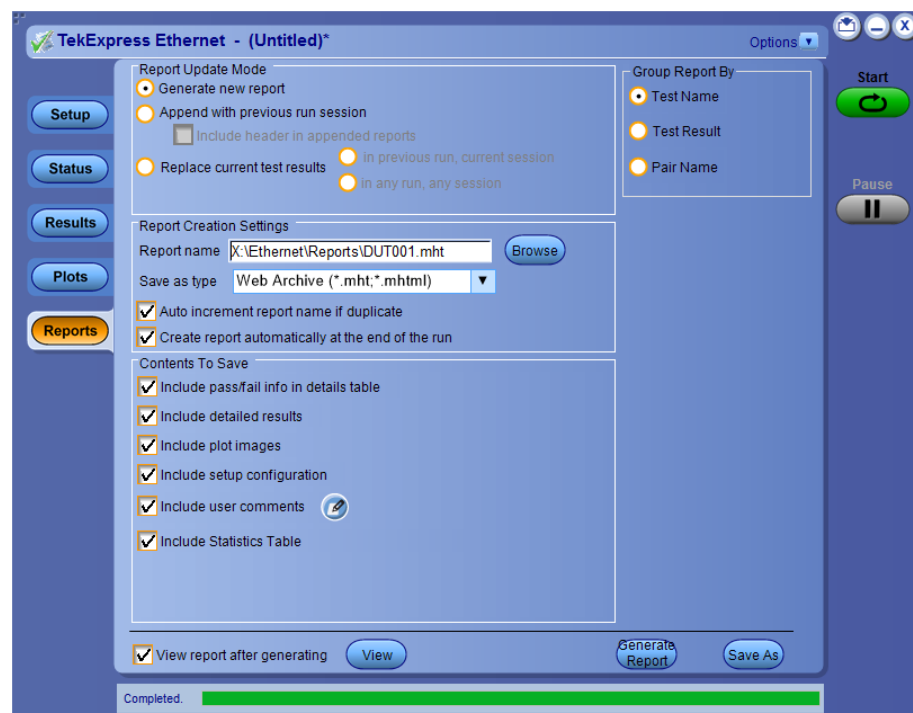 TekExpress Ethernet - (Untitled)*
Options
Start
Pause
Setup
Status
Results
Plots
Reports
Report Update Mode
Generate new report
Append with previous run session
Include header in appended reports
Replace current test results
In previous run, current session
In any run, any session
Group Report By
Test Name
Test Result
Pair Name
Report Creation Settings
Report name X:\Ethernet\Reports\DUT001.mht Browse
Save as type Web Archive (*.mht;*.mhtml)
Auto increment report name if duplicate
Create report automatically at the end of the run
Contents To Save
Include pass/fail info in details table
Include detailed results
Include plot images
Include setup configuration
Include user comments
Include Statistics Table
View report after generating View
Generate Report
Save As
Completed.